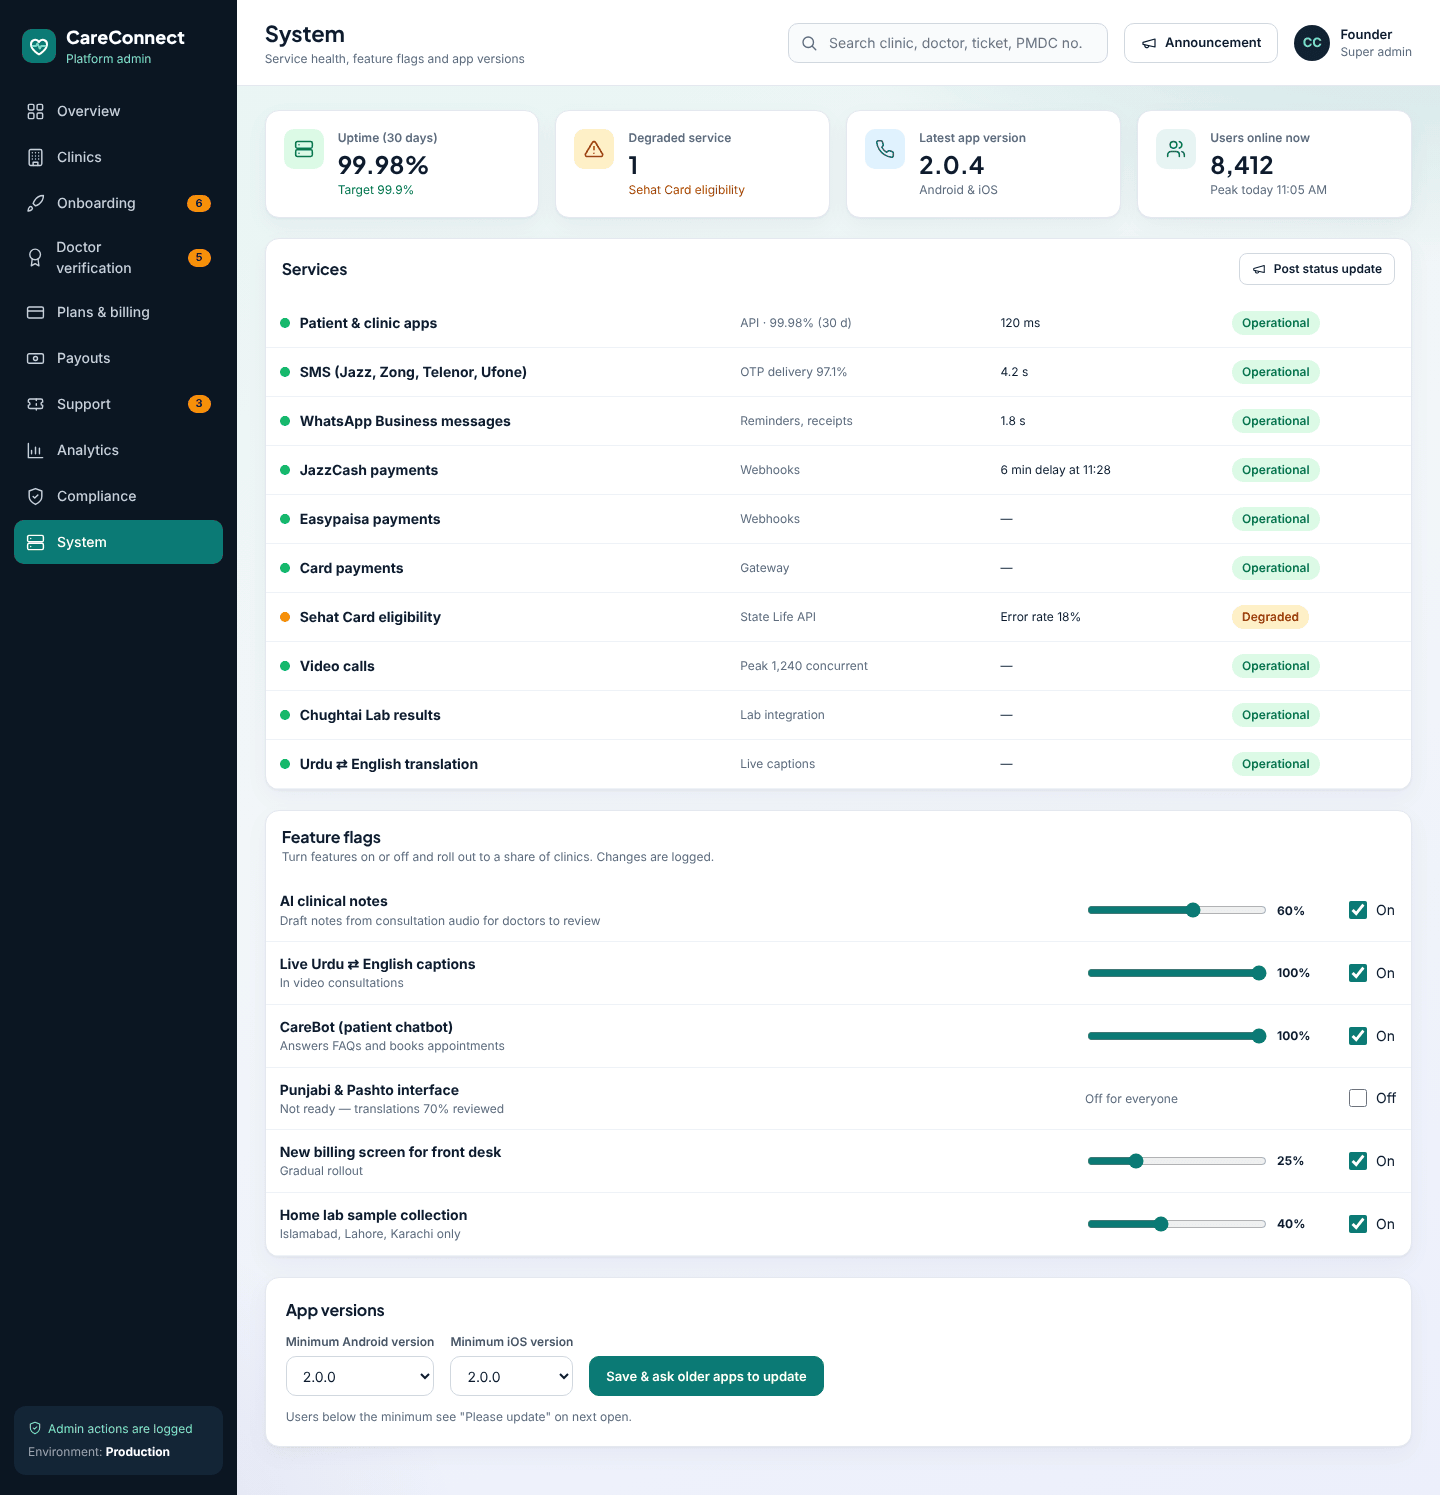 CareConnect
Platform admin
Overview
Clinics
Onboarding 6
Doctor
verification 5
Plans & billing
Payouts
Support 3
Analytics
Compliance
System
Admin actions are logged
Environment: Production
System
Service health, feature flags and app versions
Search clinic, doctor, ticket, PMDC no.
Announcement
CC
Founder
Super admin
Uptime (30 days)
99.98%
Target 99.9%
Degraded service
1
Sehat Card eligibility
Latest app version
2.0.4
Android & iOS
Users online now
8,412
Peak today 11:05 AM
Services
Post status update
Patient & clinic apps API · 99.98% (30 d) 120 ms Operational
SMS (Jazz, Zong, Telenor, Ufone) OTP delivery 97.1% 4.2 s Operational
WhatsApp Business messages Reminders, receipts 1.8 s Operational
JazzCash payments Webhooks 6 min delay at 11:28 Operational
Easypaisa payments Webhooks — Operational
Card payments Gateway — Operational
Sehat Card eligibility State Life API Error rate 18% Degraded
Video calls Peak 1,240 concurrent — Operational
Chughtai Lab results Lab integration — Operational
Urdu ⇄ English translation Live captions — Operational
Feature flags
Turn features on or off and roll out to a share of clinics. Changes are logged.
AI clinical notes
Draft notes from consultation audio for doctors to review
60% On
Live Urdu ⇄ English captions
In video consultations
100% On
CareBot (patient chatbot)
Answers FAQs and books appointments
100% On
Punjabi & Pashto interface
Not ready — translations 70% reviewed
Off for everyone Off
New billing screen for front desk
Gradual rollout
25% On
Home lab sample collection
Islamabad, Lahore, Karachi only
40% On
App versions
Minimum Android version Minimum iOS version
2.0.0 2.0.0 Save & ask older apps to update
Users below the minimum see "Please update" on next open.